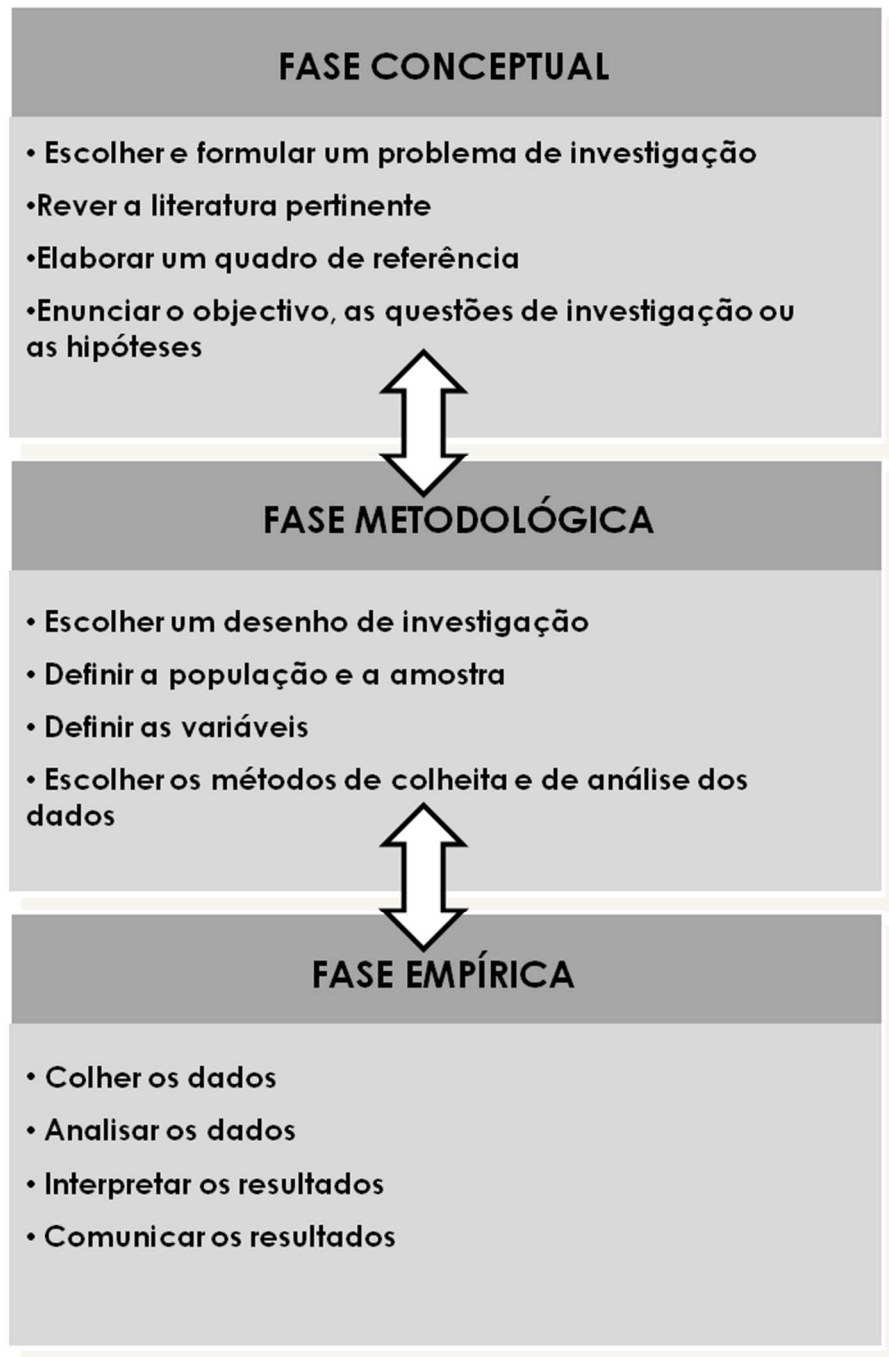 FASE CONCEPTUAL
• Escolher e formular um problema de investigação
•Rever a literatura pertinente
•Elaborar um quadro de referência
•Enunciar o objectivo, as questões de investigação ou
as hipóteses
FASE METODOLÓGICA
• Escolher um desenho de investigação
• Definir a população e a amostra
• Definir as variáveis
• Escolher os métodos de colheita e de análise dos
dados
FASE EMPÍRICA
• Colher os dados
• Analisar os dados
• Interpretar os resultados
• Comunicar os resultados